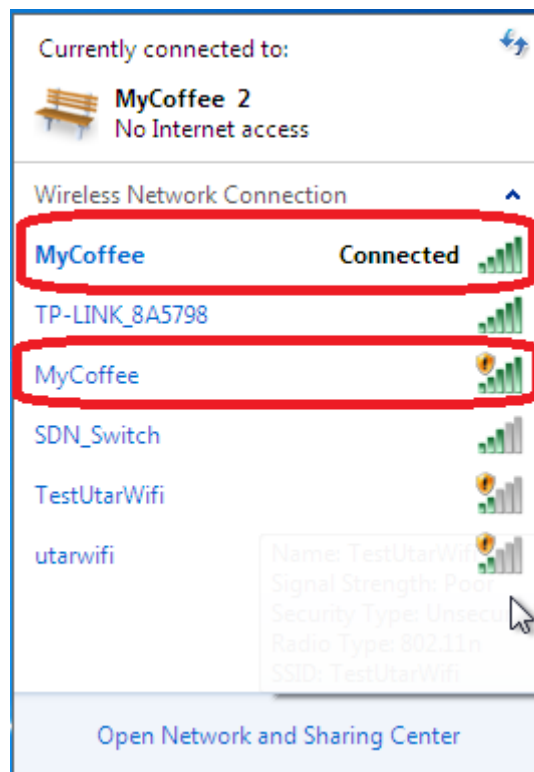 Currently connected to:
MyCoffee 2
No Internet access
Wireless Network Connection
MyCoffee Connected
TP-LINK_8A5798
MyCoffee
SDN_Switch
TestUtarWifi
utarwifi
Name: TestUtarWifi
Signal Strength: Poor
Security Type:
Radio Type: 802.11n
SSID: TestUtarWifi
Open Network and Sharing Center